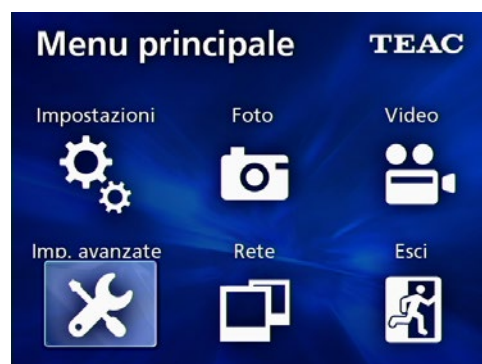 Menu principale TEAC
Impostazioni Foto Video
Imp. avanzate Rete Esci